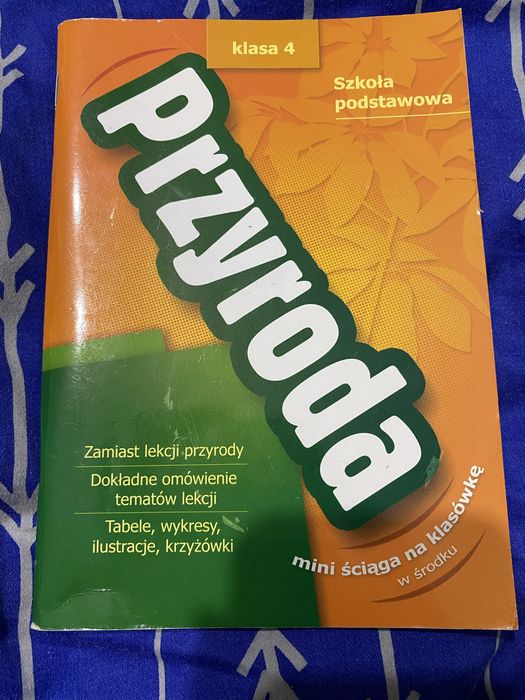 klasa 4
Szkoła
podstawowa
Przyroda
Zamiast lekcji przyrody
Dokładne omówienie
tematów lekcji
Tabele, wykresy,
ilustracje, krzyżówki
mini ściąga na klasówkę
w środku